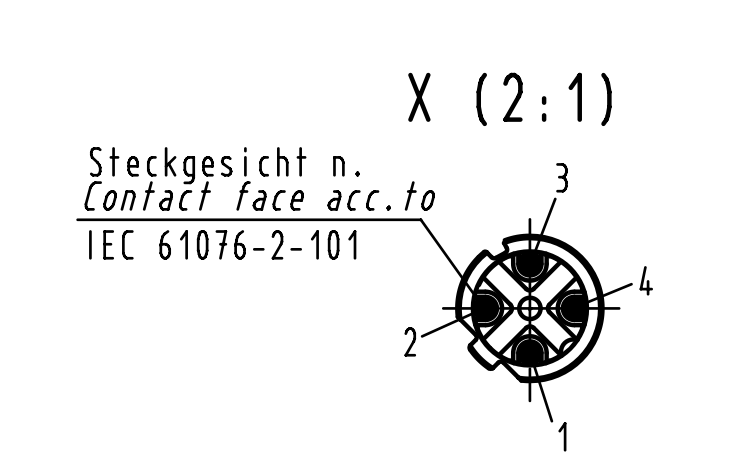 X (2:1)
Steckgesicht n.
Contact face acc.to
IEC 61076-2-101
3
4
2
1